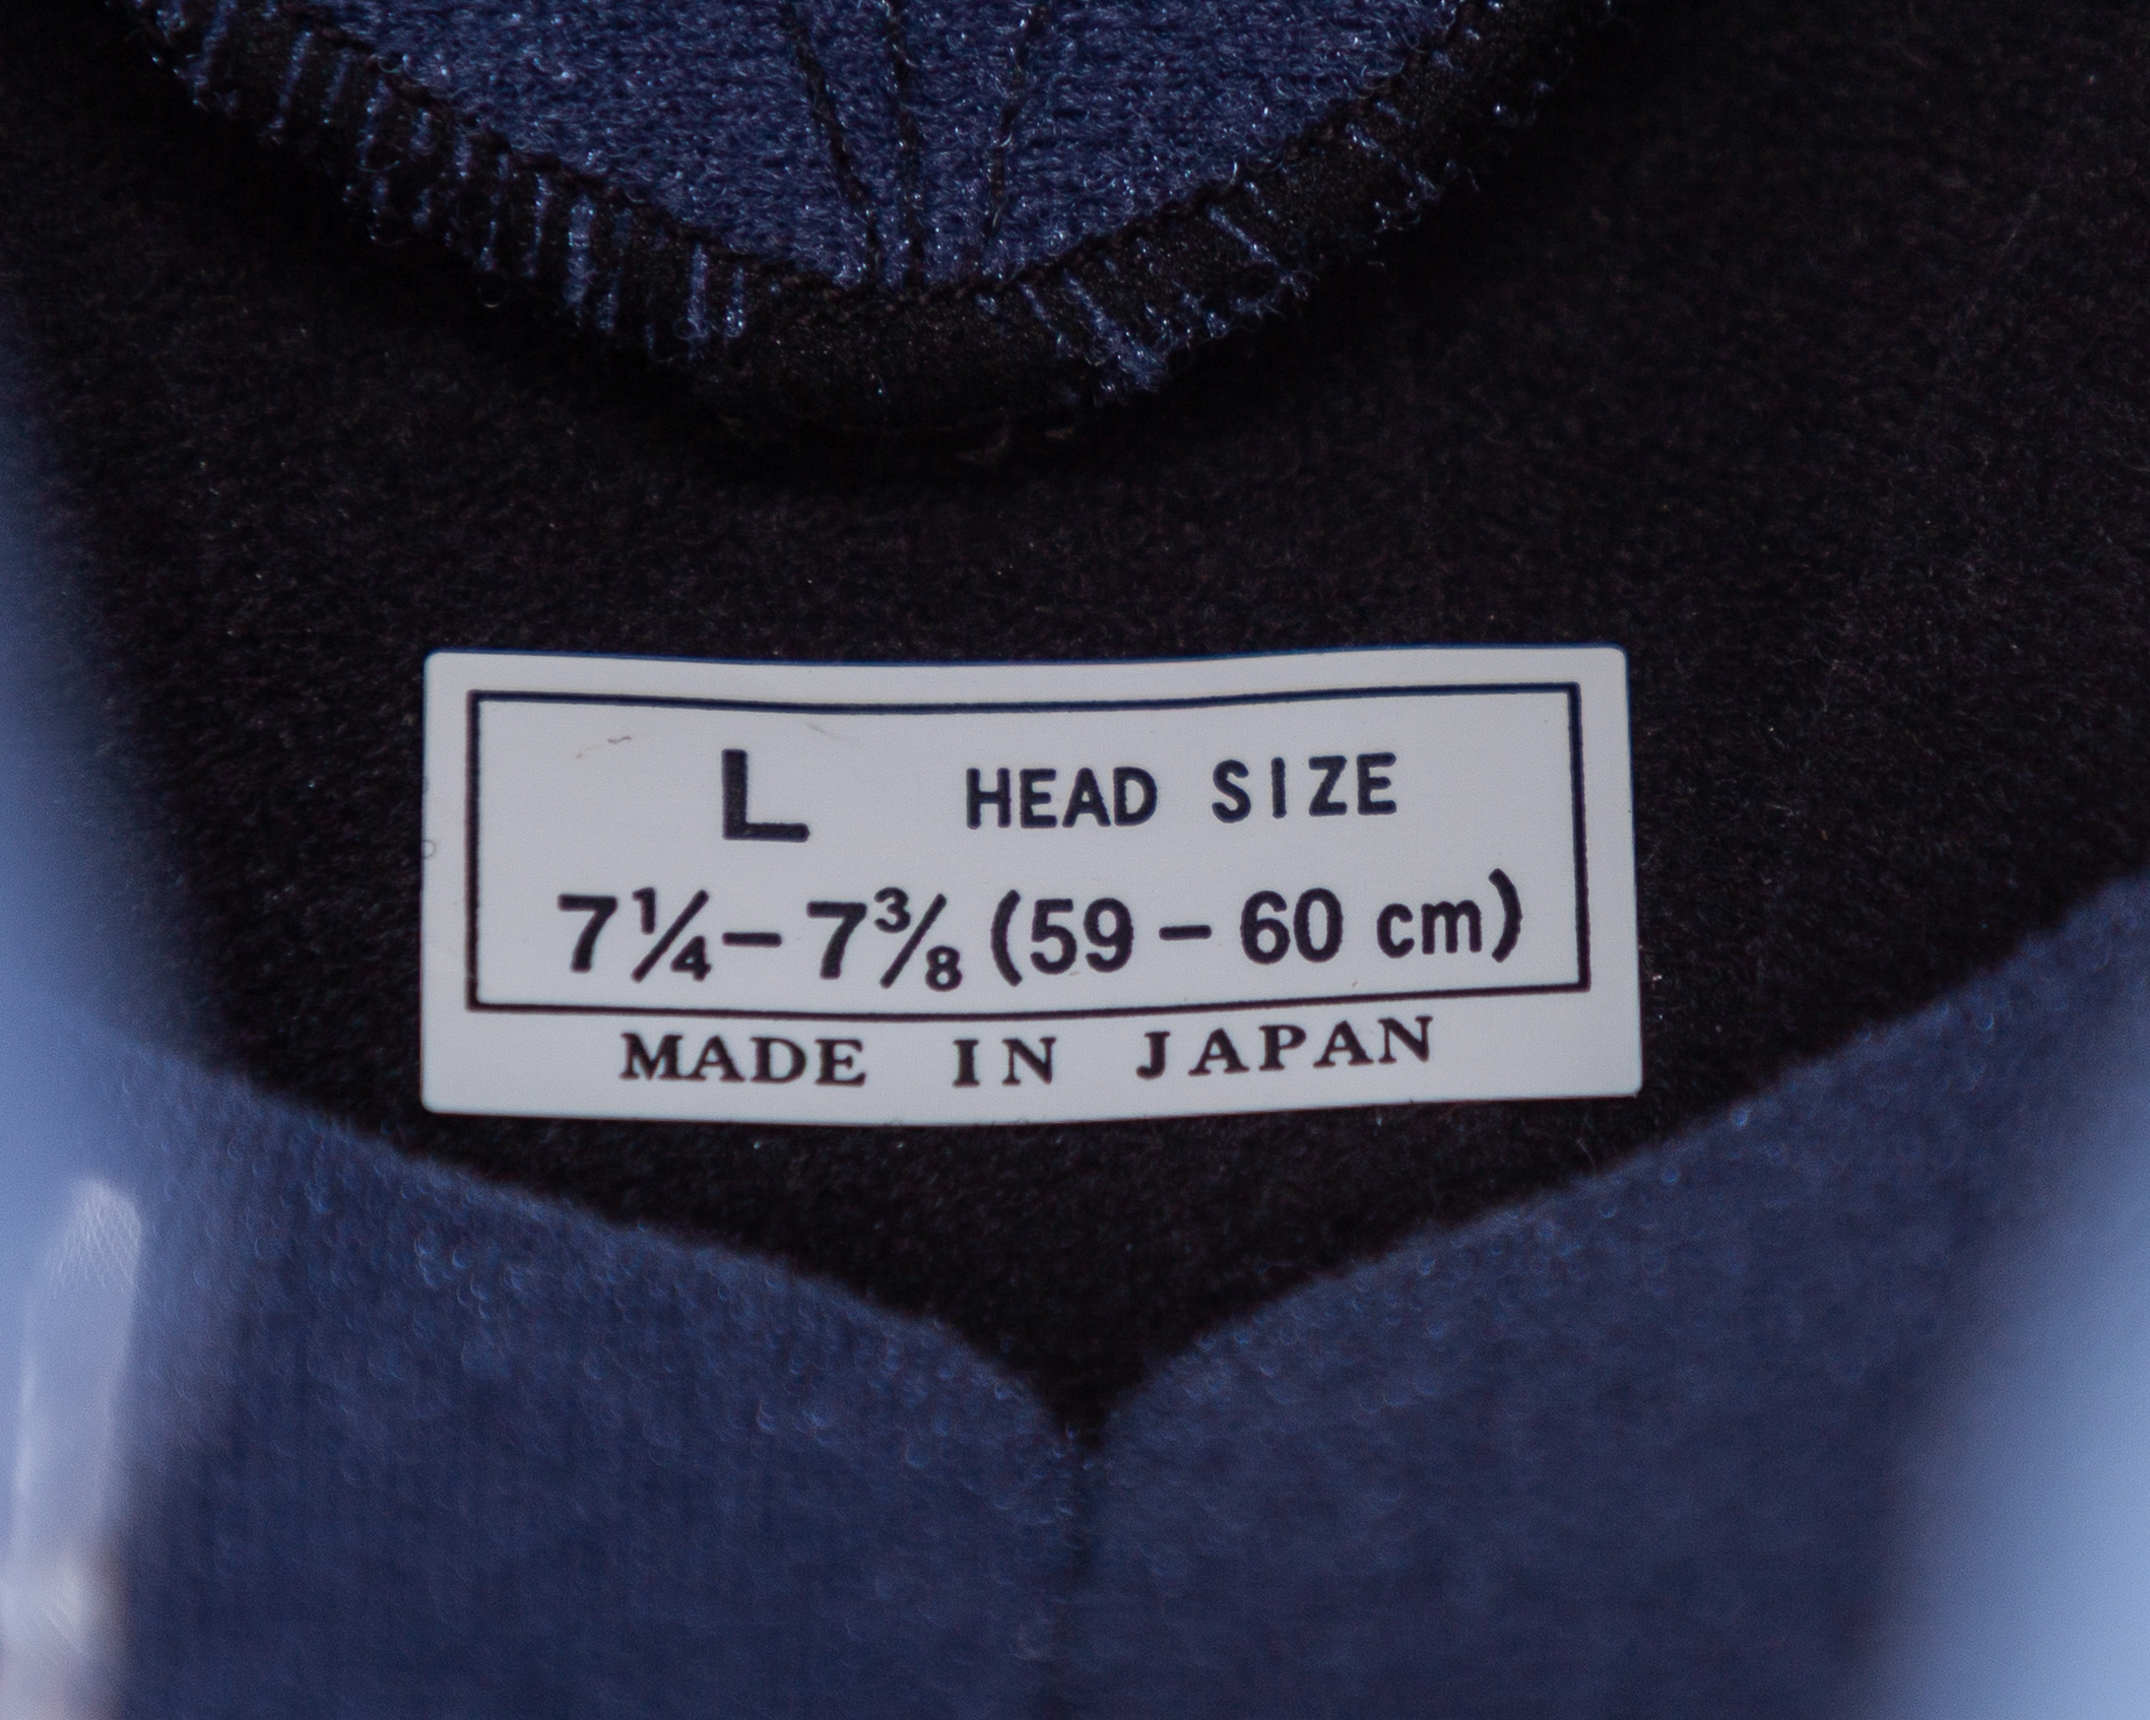 L HEAD SIZE
7¼–7⅜ (59–60 cm)
MADE IN JAPAN